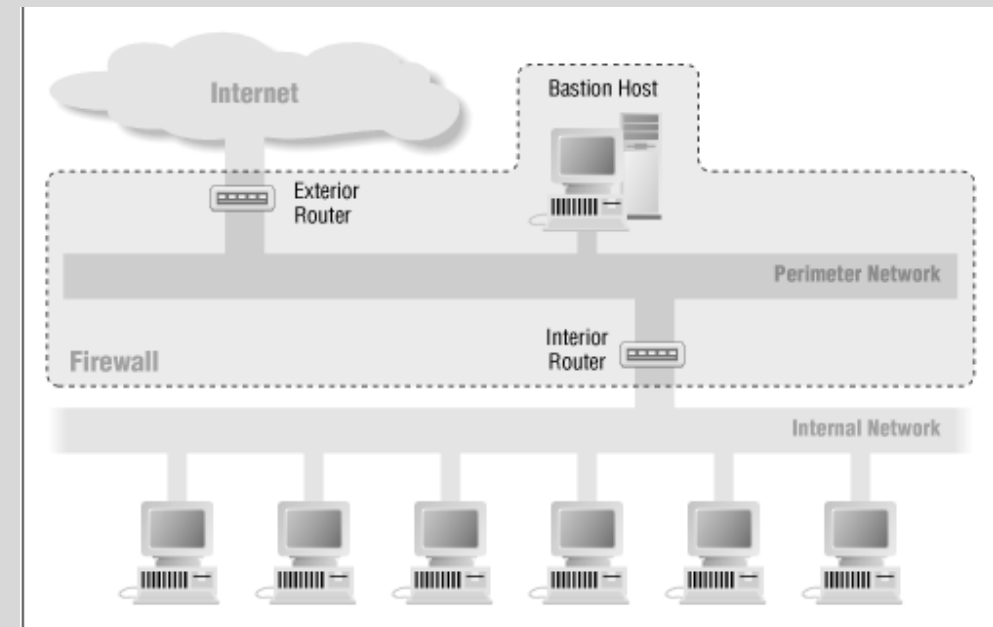 Internet
Bastion Host
Exterior
Router
Perimeter Network
Interior
Router
Firewall
Internal Network